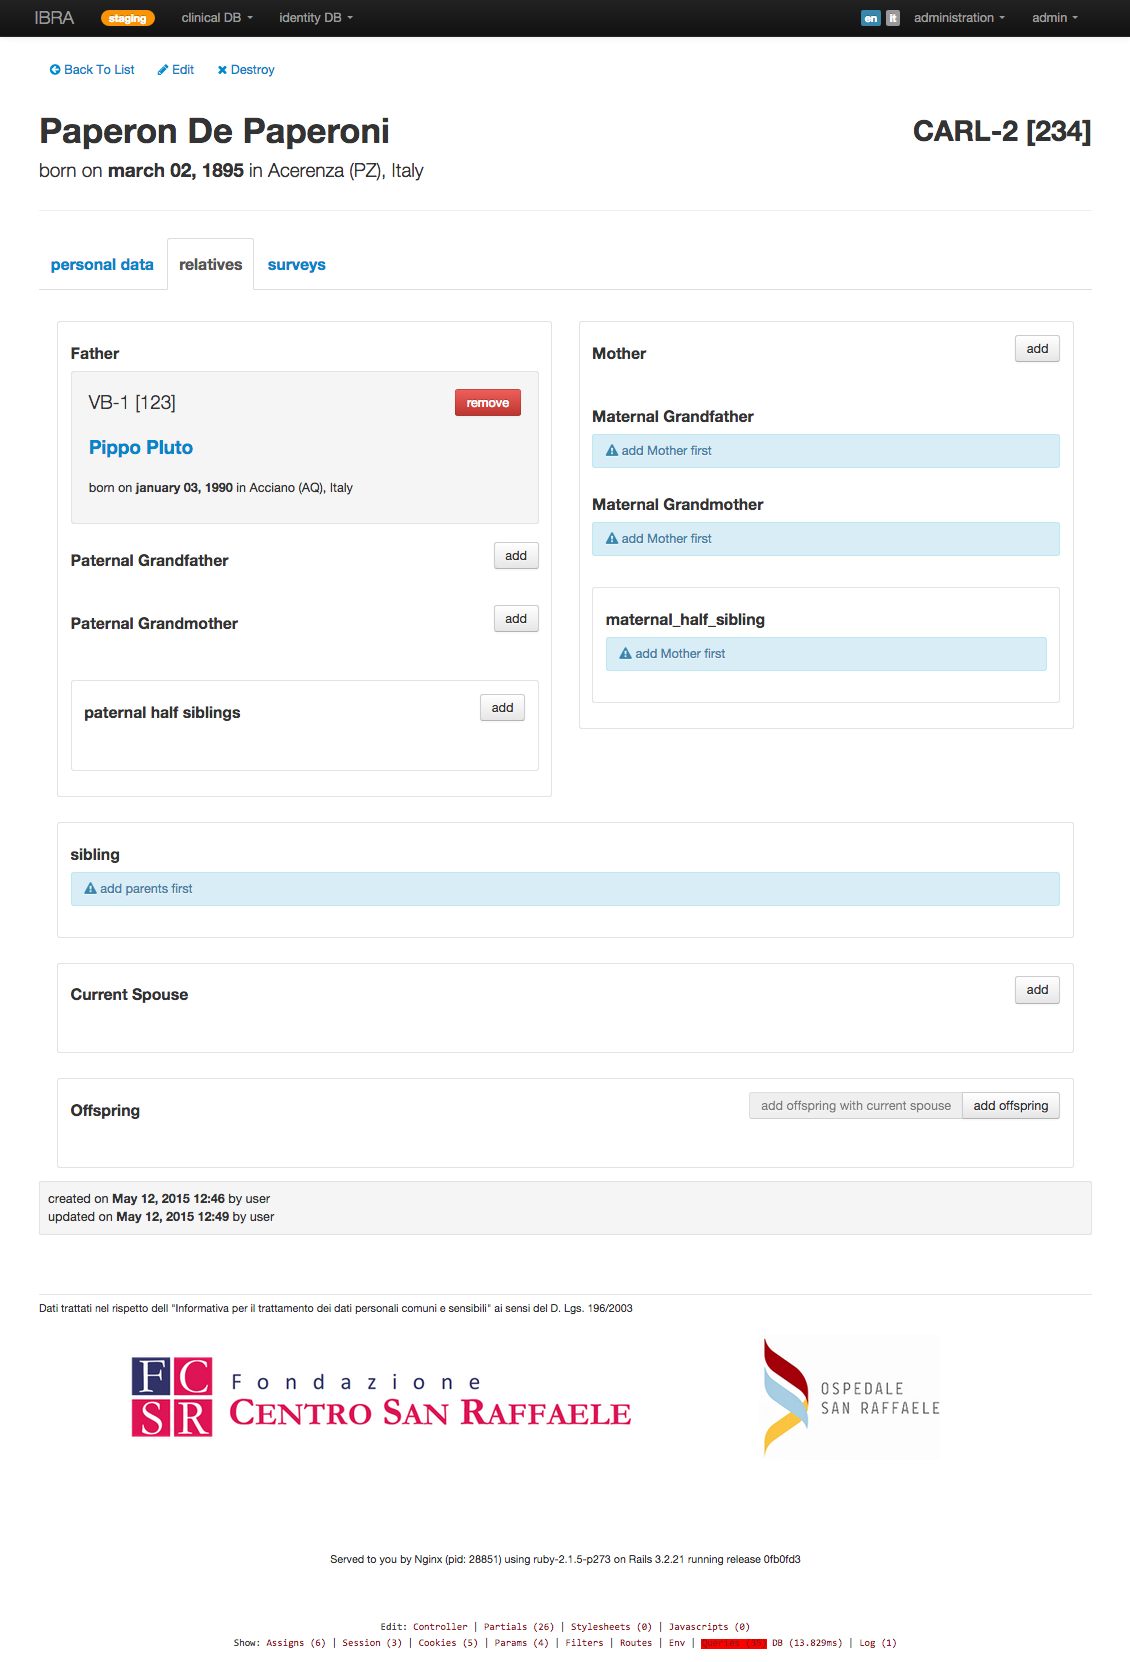 IBRA staging clinical DB identity DB en it administration admin
Back To List Edit Destroy
Paperon De Paperoni CARL-2 [234]
born on march 02, 1895 in Acerenza (PZ), Italy
personal data relatives surveys
Father
VB-1 [123] remove
Pippo Pluto
born on january 03, 1990 in Acciano (AQ), Italy
Paternal Grandfather add
Paternal Grandmother add
paternal half siblings add
Mother add
Maternal Grandfather
add Mother first
Maternal Grandmother
add Mother first
maternal_half_sibling
add Mother first
sibling
add parents first
Current Spouse add
Offspring add offspring with current spouse add offspring
created on May 12, 2015 12:46 by user
updated on May 12, 2015 12:49 by user
Dati trattati nel rispetto dell "Informativa per il trattamento dei dati personali comuni e sensibili" ai sensi del D. Lgs. 196/2003
FC
SR
Fondazione
CENTRO SAN RAFFAELE
OSPEDALE
SAN RAFFAELE
Served to you by Nginx (pid: 28851) using ruby-2.1.5-p273 on Rails 3.2.21 running release 0fb0fd3
Edit: Controller | Partials (26) | Stylesheets (0) | Javascripts (0)
Show: Assigns (6) | Session (3) | Cookies (5) | Params (4) | Filters | Routes | Env | DB (13.829ms) | Log (1)